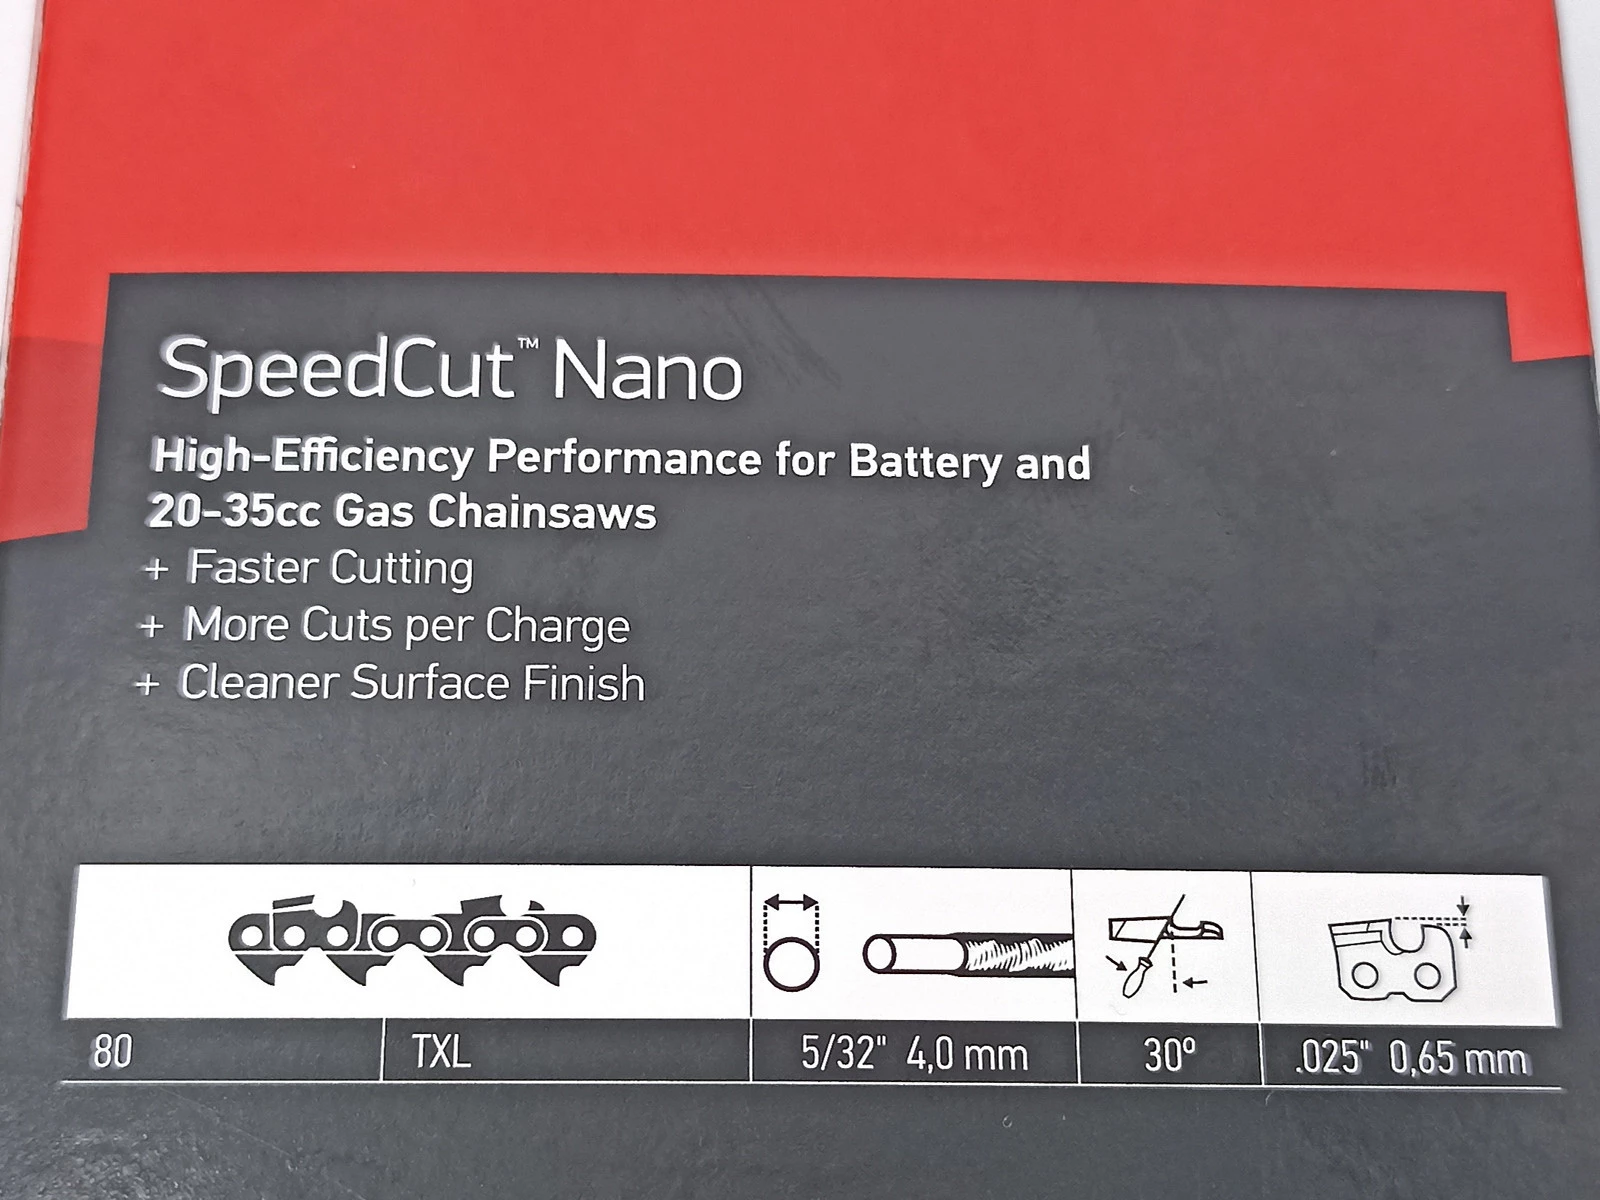 SpeedCut™ Nano
High-Efficiency Performance for Battery and
20-35cc Gas Chainsaws
+ Faster Cutting
+ More Cuts per Charge
+ Cleaner Surface Finish
80 TXL 5/32" 4,0 mm 30º .025" 0,65 mm